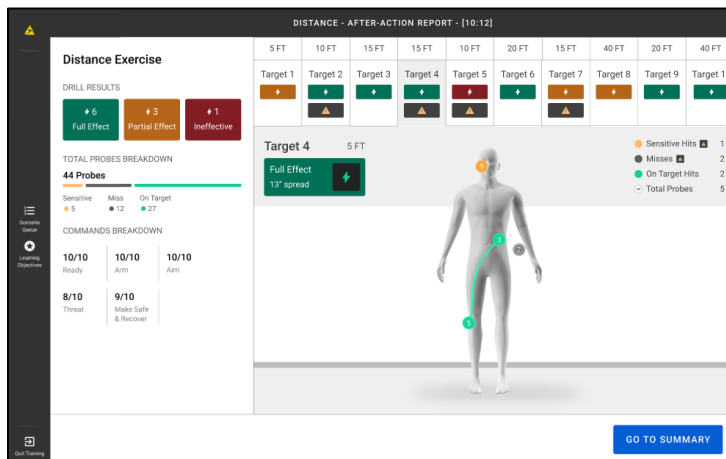 DISTANCE - AFTER-ACTION REPORT - [10:12]
Distance Exercise
DRILL RESULTS
6
Full Effect
3
Partial Effect
1
Ineffective
TOTAL PROBES BREAKDOWN
44 Probes
Sensitive
5
Miss
12
On Target
27
COMMANDS BREAKDOWN
10/10
Ready
10/10
Arm
10/10
Aim
8/10
Threat
9/10
Make Safe
& Recover
Scenario
Queue
Learning
Objectives
Quit Training
5 FT
10 FT
15 FT
15 FT
10 FT
20 FT
15 FT
40 FT
20 FT
40 FT
Target 1
Target 2
Target 3
Target 4
Target 5
Target 6
Target 7
Target 8
Target 9
Target 1
Target 4
5 FT
Full Effect
13" spread
Sensitive Hits
1
Misses
2
On Target Hits
2
Total Probes
5
3
2
5
GO TO SUMMARY